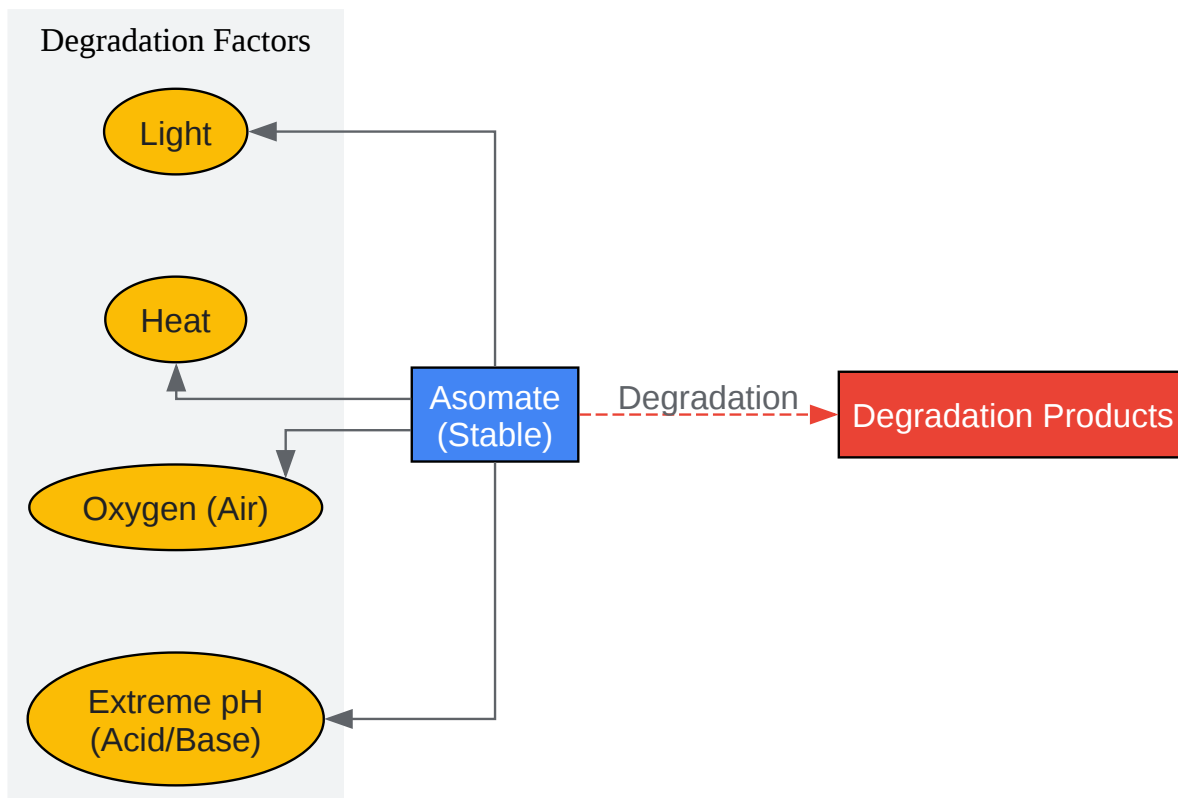 Degradation Factors
Light
Heat
Asomate
(Stable)
Degradation
Degradation Products
Oxygen (Air)
Extreme pH
(Acid/Base)